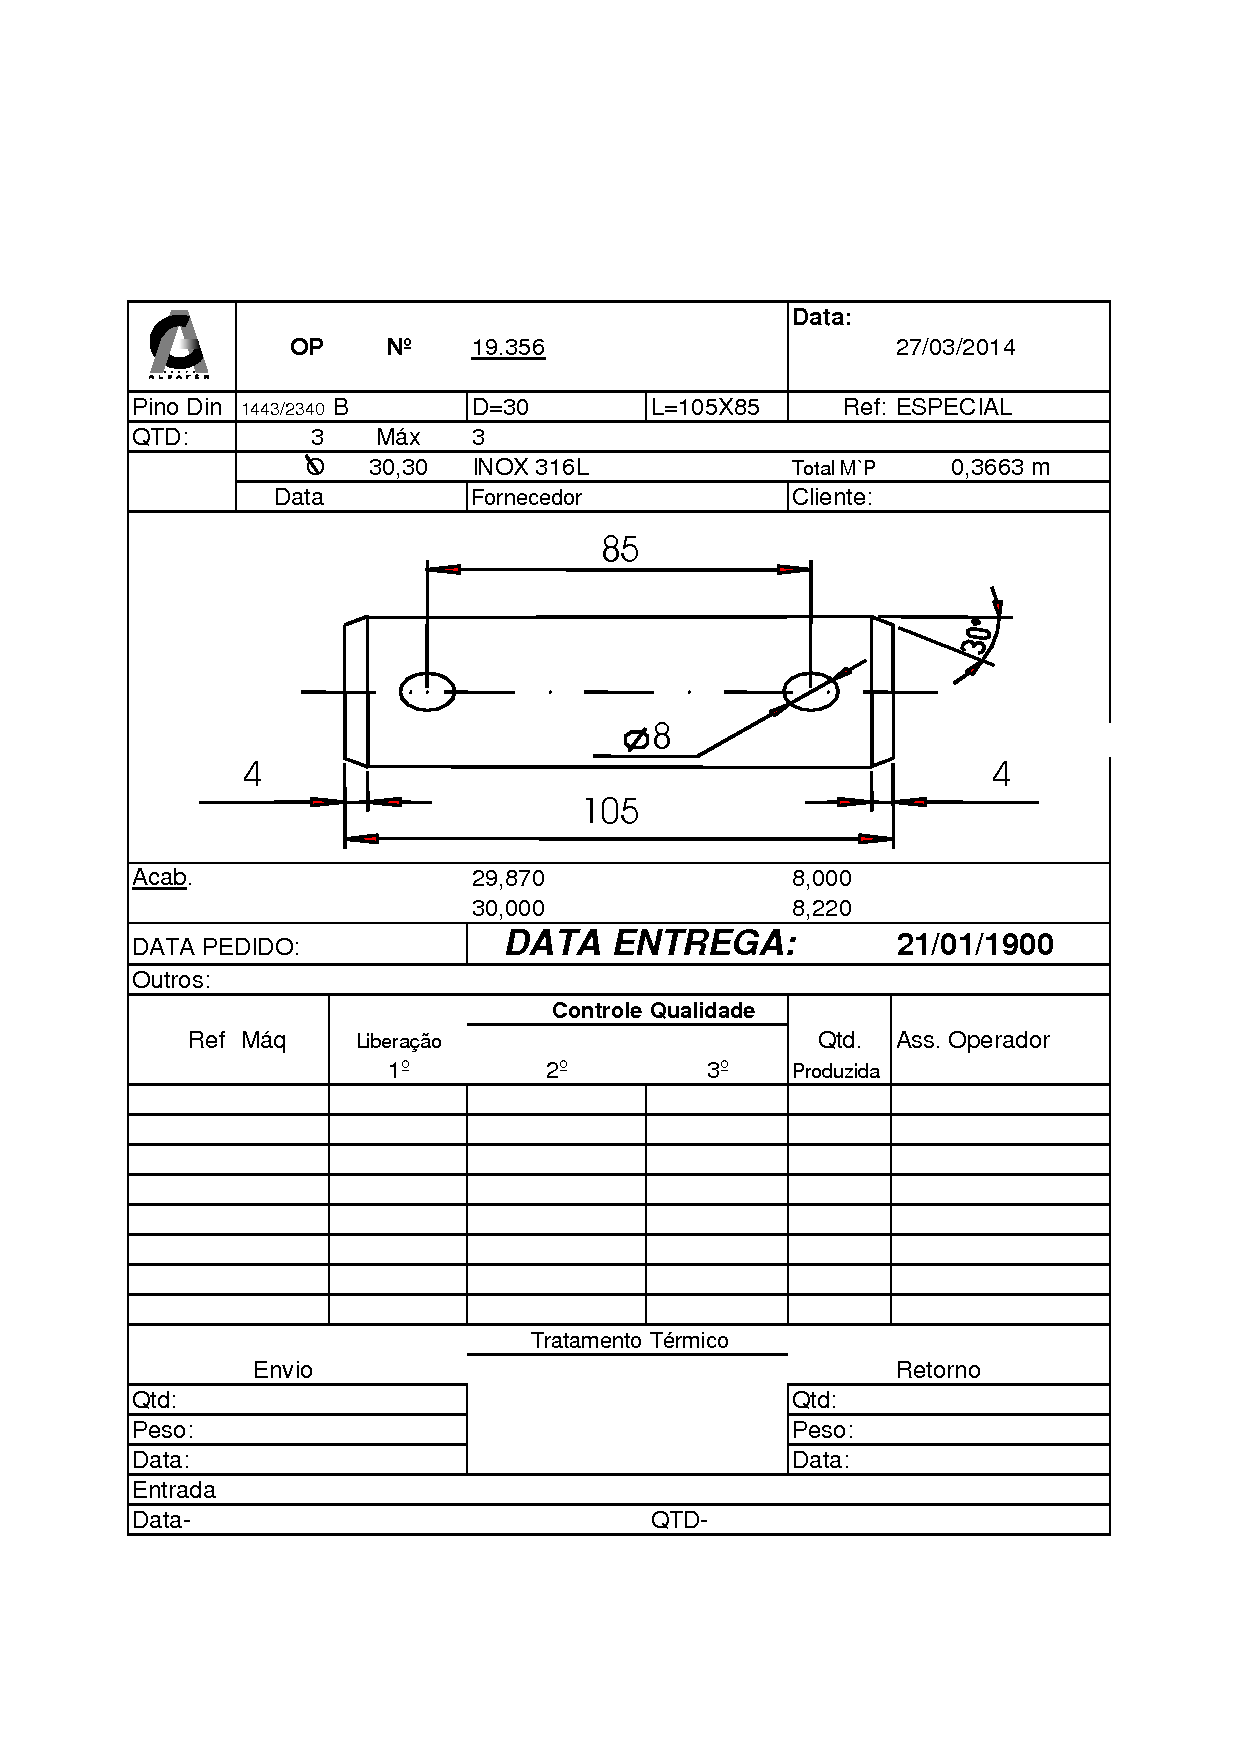 Data:
OP Nº 19.356 27/03/2014
Pino Din 1443/2340 B D=30 L=105X85 Ref: ESPECIAL
QTD: 3 Máx 3
Ø 30,30 INOX 316L Total M`P 0,3663 m
Data Fornecedor Cliente:
85
30°
ø8
4 4
105
Acab. 29,870 8,000
30,000 8,220
DATA PEDIDO: DATA ENTREGA: 21/01/1900
Outros:
Controle Qualidade
Ref Máq Liberação Qtd. Ass. Operador
1º 2º 3º Produzida
Tratamento Térmico
Envio Retorno
Qtd: Qtd:
Peso: Peso:
Data: Data:
Entrada
Data- QTD-